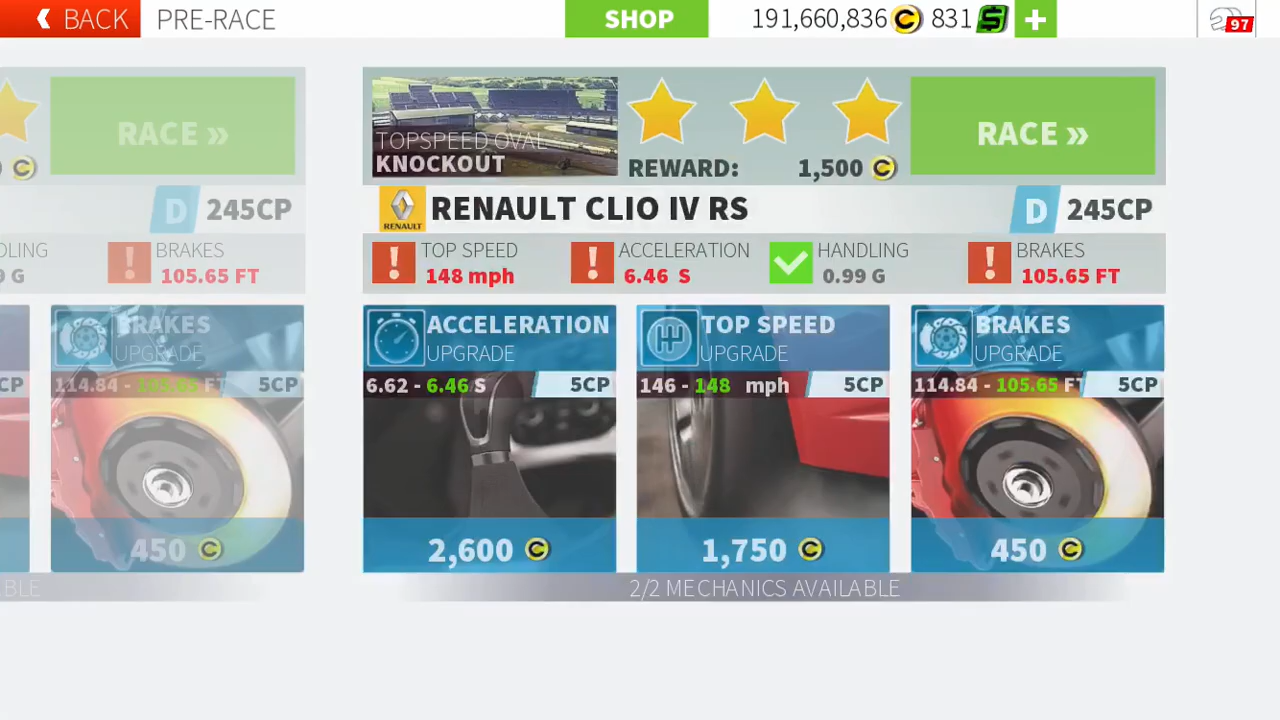 BACK PRE-RACE SHOP 191,660,836 831 + 97
RACE »
TOPSPEED OVAL
KNOCKOUT
REWARD: 1,500
RACE »
D 245CP
RENAULT RENAULT CLIO IV RS D 245CP
BRAKES
105.65 FT
TOP SPEED
148 mph
ACCELERATION
6.46 S
HANDLING
0.99 G
BRAKES
105.65 FT
BRAKES
UPGRADE
114.84 - 105.65 FT 5CP
450
ACCELERATION
UPGRADE
6.62 - 6.46 S 5CP
2,600
TOP SPEED
UPGRADE
146 - 148 mph 5CP
1,750
BRAKES
UPGRADE
114.84 - 105.65 FT 5CP
450
2/2 MECHANICS AVAILABLE